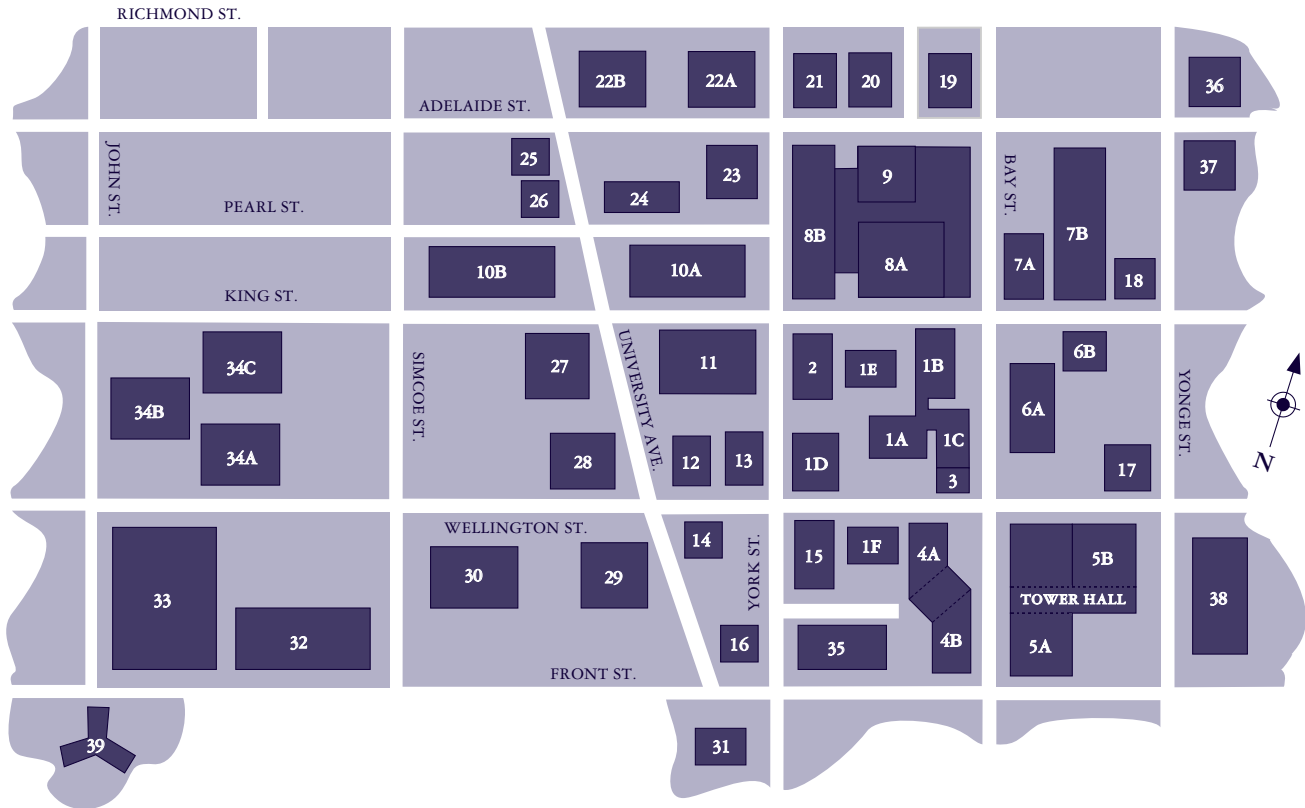 RICHMOND ST.
22B
22A
21
20
19
36
ADELAIDE ST.
JOHN ST.
25
26
PEARL ST.
24
23
9
8B
8A
BAY ST.
7A
7B
18
37
10B
10A
KING ST.
34C
34B
34A
SIMCOE ST.
27
28
UNIVERSITY AVE.
11
12
13
2
1E
1B
1A
1C
1D
3
6B
6A
17
YONGE ST.
N
WELLINGTON ST.
33
32
30
29
14
YORK ST.
16
15
1F
4A
4B
35
5B
TOWER HALL
5A
38
FRONT ST.
39
31